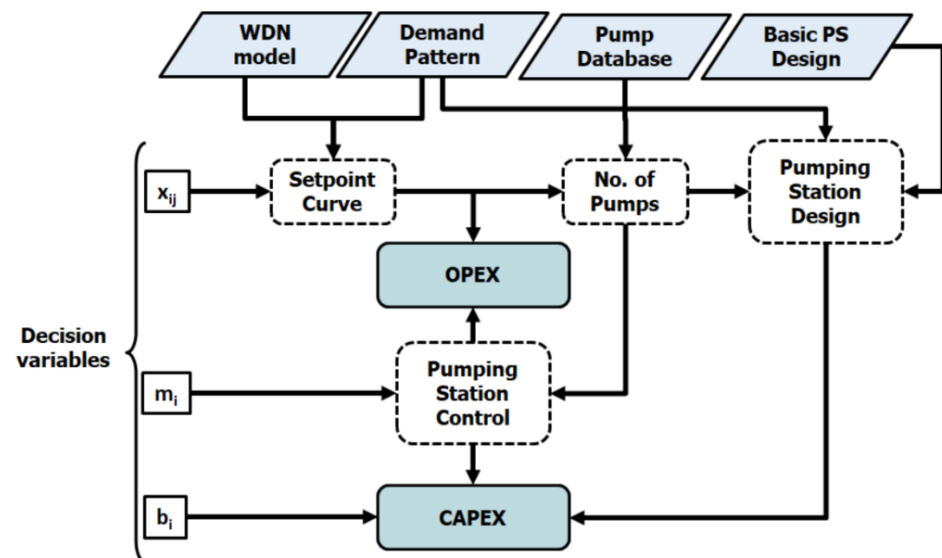 WDN
model
Demand
Pattern
Pump
Database
Basic PS
Design
x_ij
Setpoint
Curve
No. of
Pumps
Pumping
Station
Design
OPEX
Decision
variables
m_i
Pumping
Station
Control
b_i
CAPEX